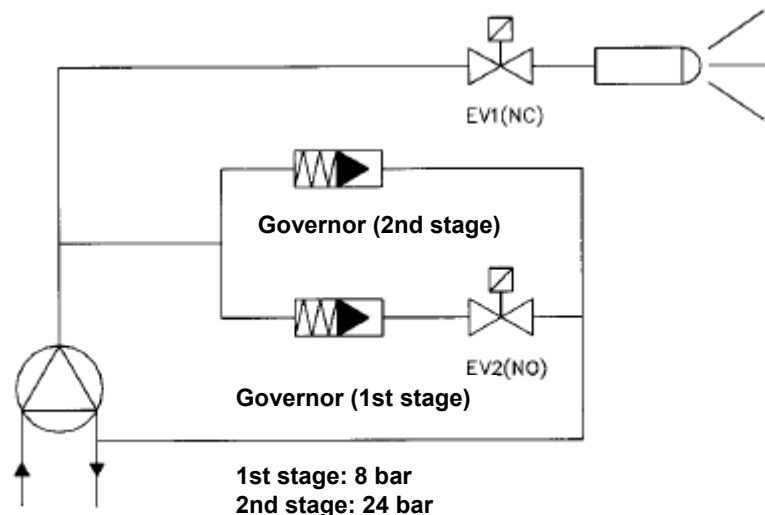 EV1(NC)
Governor (2nd stage)
EV2(NO)
Governor (1st stage)
1st stage: 8 bar
2nd stage: 24 bar